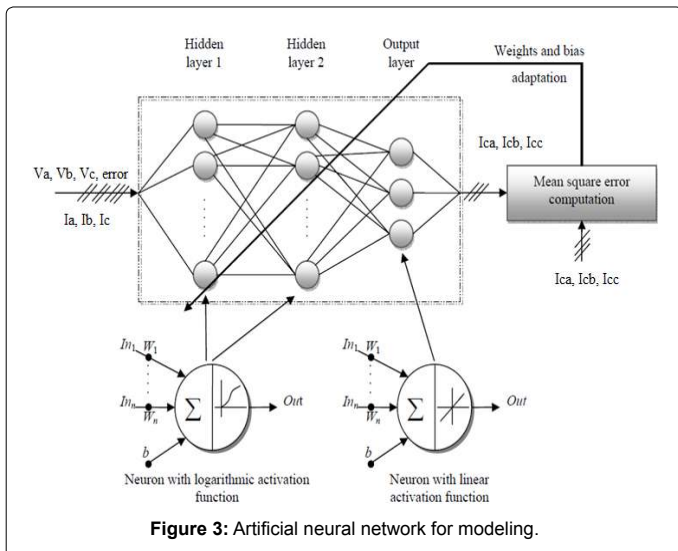 Hidden
layer 1
Hidden
layer 2
Output
layer
Weights and bias
adaptation
Va, Vb, Vc, error
Ia, Ib, Ic
Ica, Icb, Icc
Mean square error
computation
Ica, Icb, Icc
In1 W1
Inn Wn
b
Σ
Out
Neuron with logarithmic activation
function
In1 W1
Inn Wn
b
Σ
Out
Neuron with linear
activation function
Figure 3: Artificial neural network for modeling.